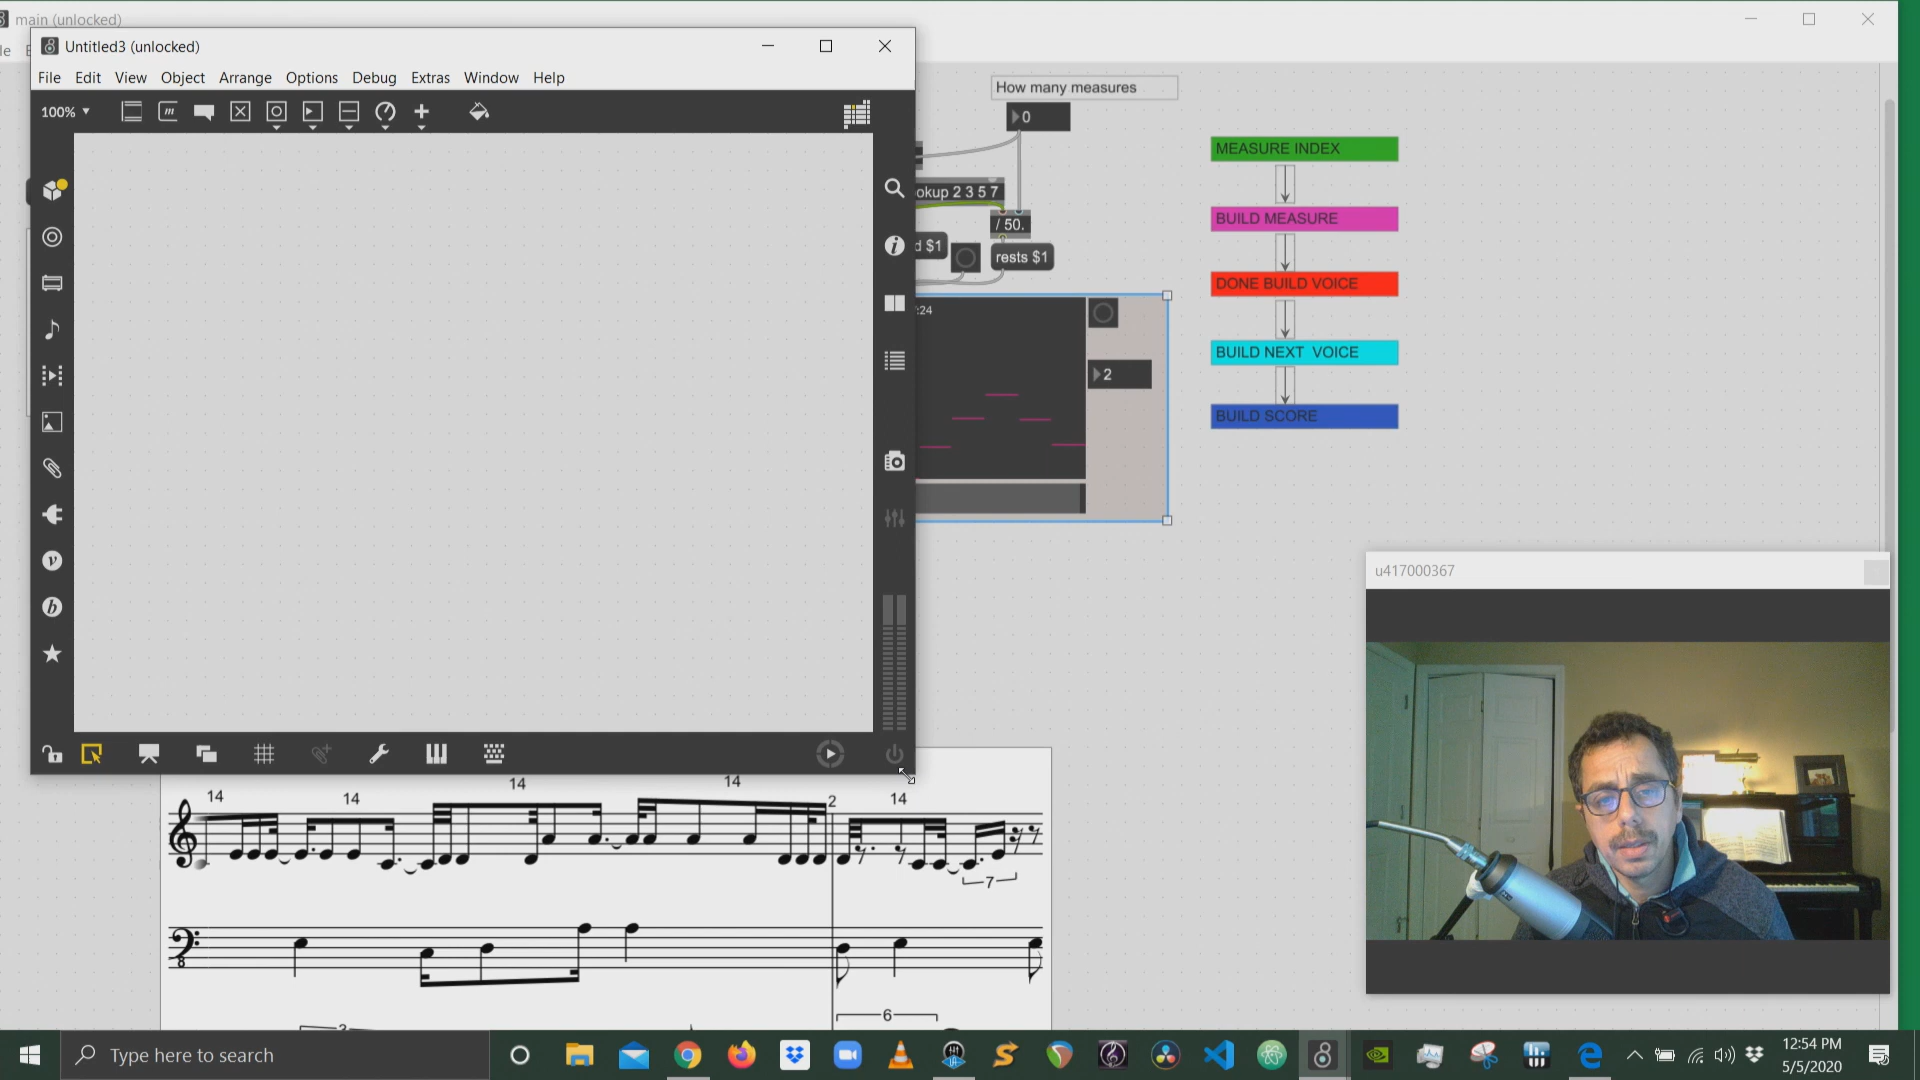 main (unlocked)
Untitled3 (unlocked)
File Edit View Object Arrange Options Debug Extras Window Help
100%
How many measures
0
2 3 5 7
/ 50.
$1
rests $1
:24
2
MEASURE INDEX
BUILD MEASURE
DONE BUILD VOICE
BUILD NEXT VOICE
BUILD SCORE
u417000367
14
14
14
14
2
14
7
8
6
3
Type here to search
12:54 PM
5/5/2020